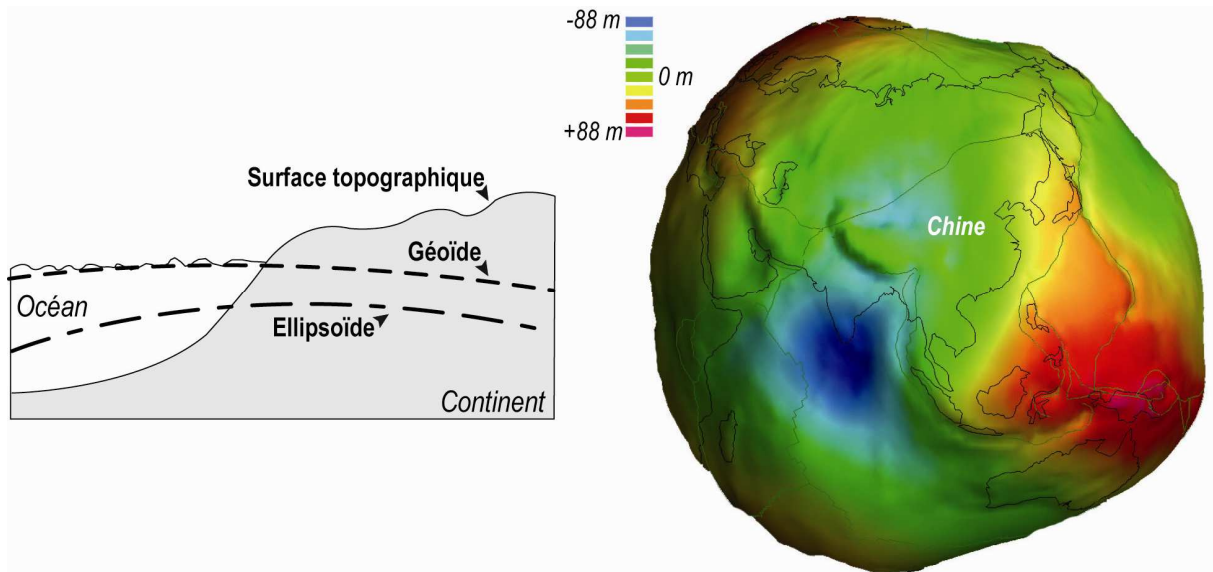 Surface topographique
Géoïde
Océan
Ellipsoïde
Continent
-88 m
0 m
+88 m
Chine